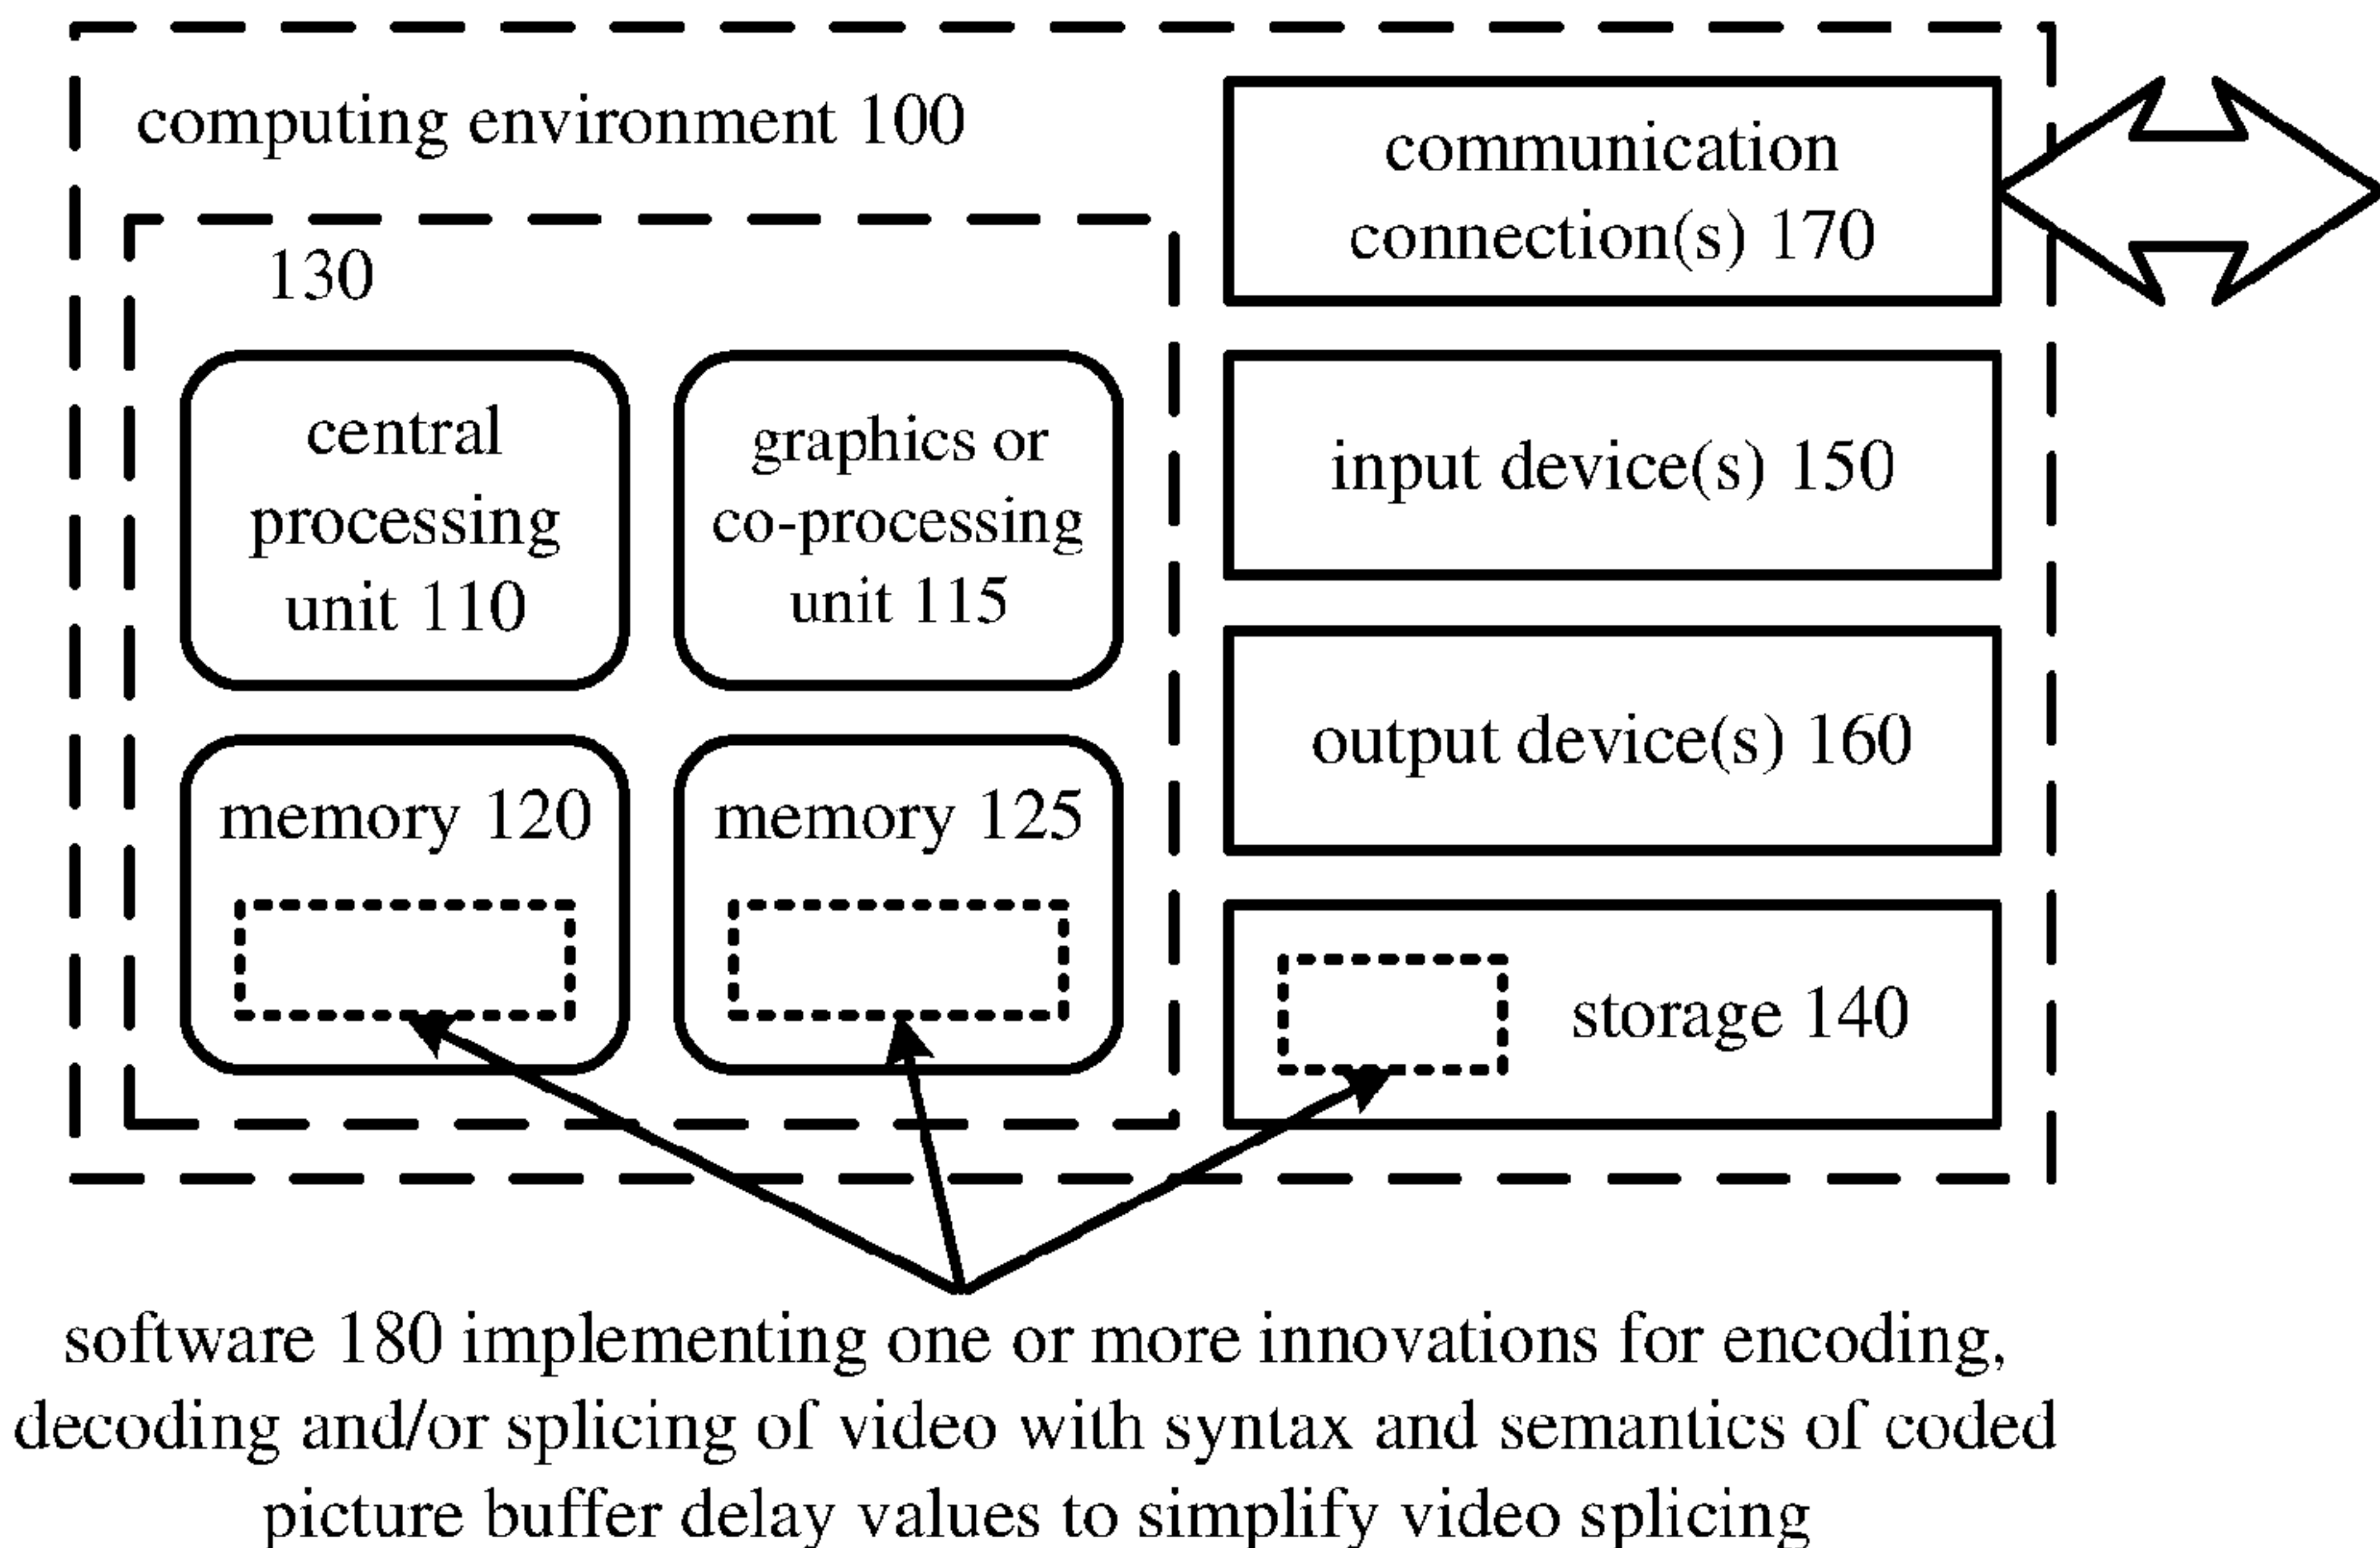 computing environment 100
130
central
processing
unit 110
graphics or
co-processing
unit 115
memory 120
memory 125
communication
connection(s) 170
input device(s) 150
output device(s) 160
storage 140
software 180 implementing one or more innovations for encoding,
decoding and/or splicing of video with syntax and semantics of coded
picture buffer delay values to simplify video splicing